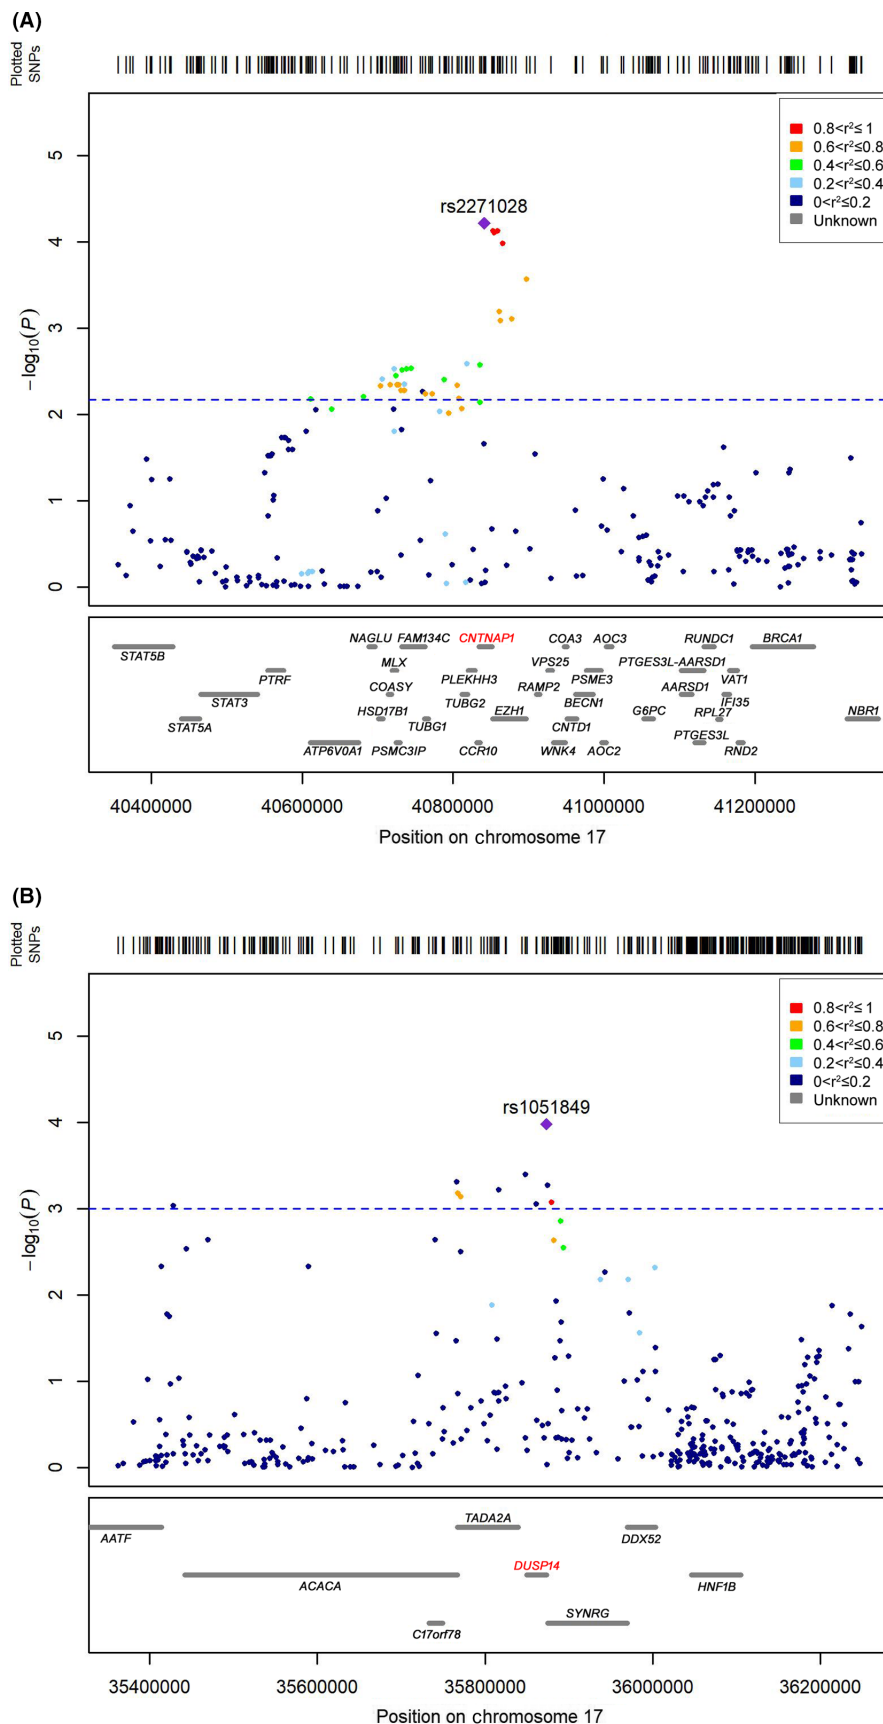 (A)
Plotted
SNPs
0.8<r²≤ 1
0.6<r²≤0.8
0.4<r²≤0.6
0.2<r²≤0.4
0<r²≤0.2
Unknown
rs2271028
−log₁₀(P)
5
4
3
2
1
0
NAGLU FAM134C CNTNAP1 COA3 AOC3 RUNDC1 BRCA1
STAT5B
MLX PLEKHH3 VPS25 PTGES3L-AARSD1
PTRF PSME3 VAT1
COASY TUBG2 RAMP2 AARSD1
STAT3 BECN1 IFI35
HSD17B1 EZH1 G6PC RPL27 NBR1
STAT5A TUBG1 CNTD1
PTGES3L
ATP6V0A1 PSMC3IP CCR10 WNK4 AOC2 RND2
40400000 40600000 40800000 41000000 41200000
Position on chromosome 17
(B)
Plotted
SNPs
0.8<r²≤ 1
0.6<r²≤0.8
0.4<r²≤0.6
0.2<r²≤0.4
0<r²≤0.2
Unknown
rs1051849
−log₁₀(P)
5
4
3
2
1
0
TADA2A
AATF DDX52
DUSP14
ACACA HNF1B
SYNRG
C17orf78
35400000 35600000 35800000 36000000 36200000
Position on chromosome 17